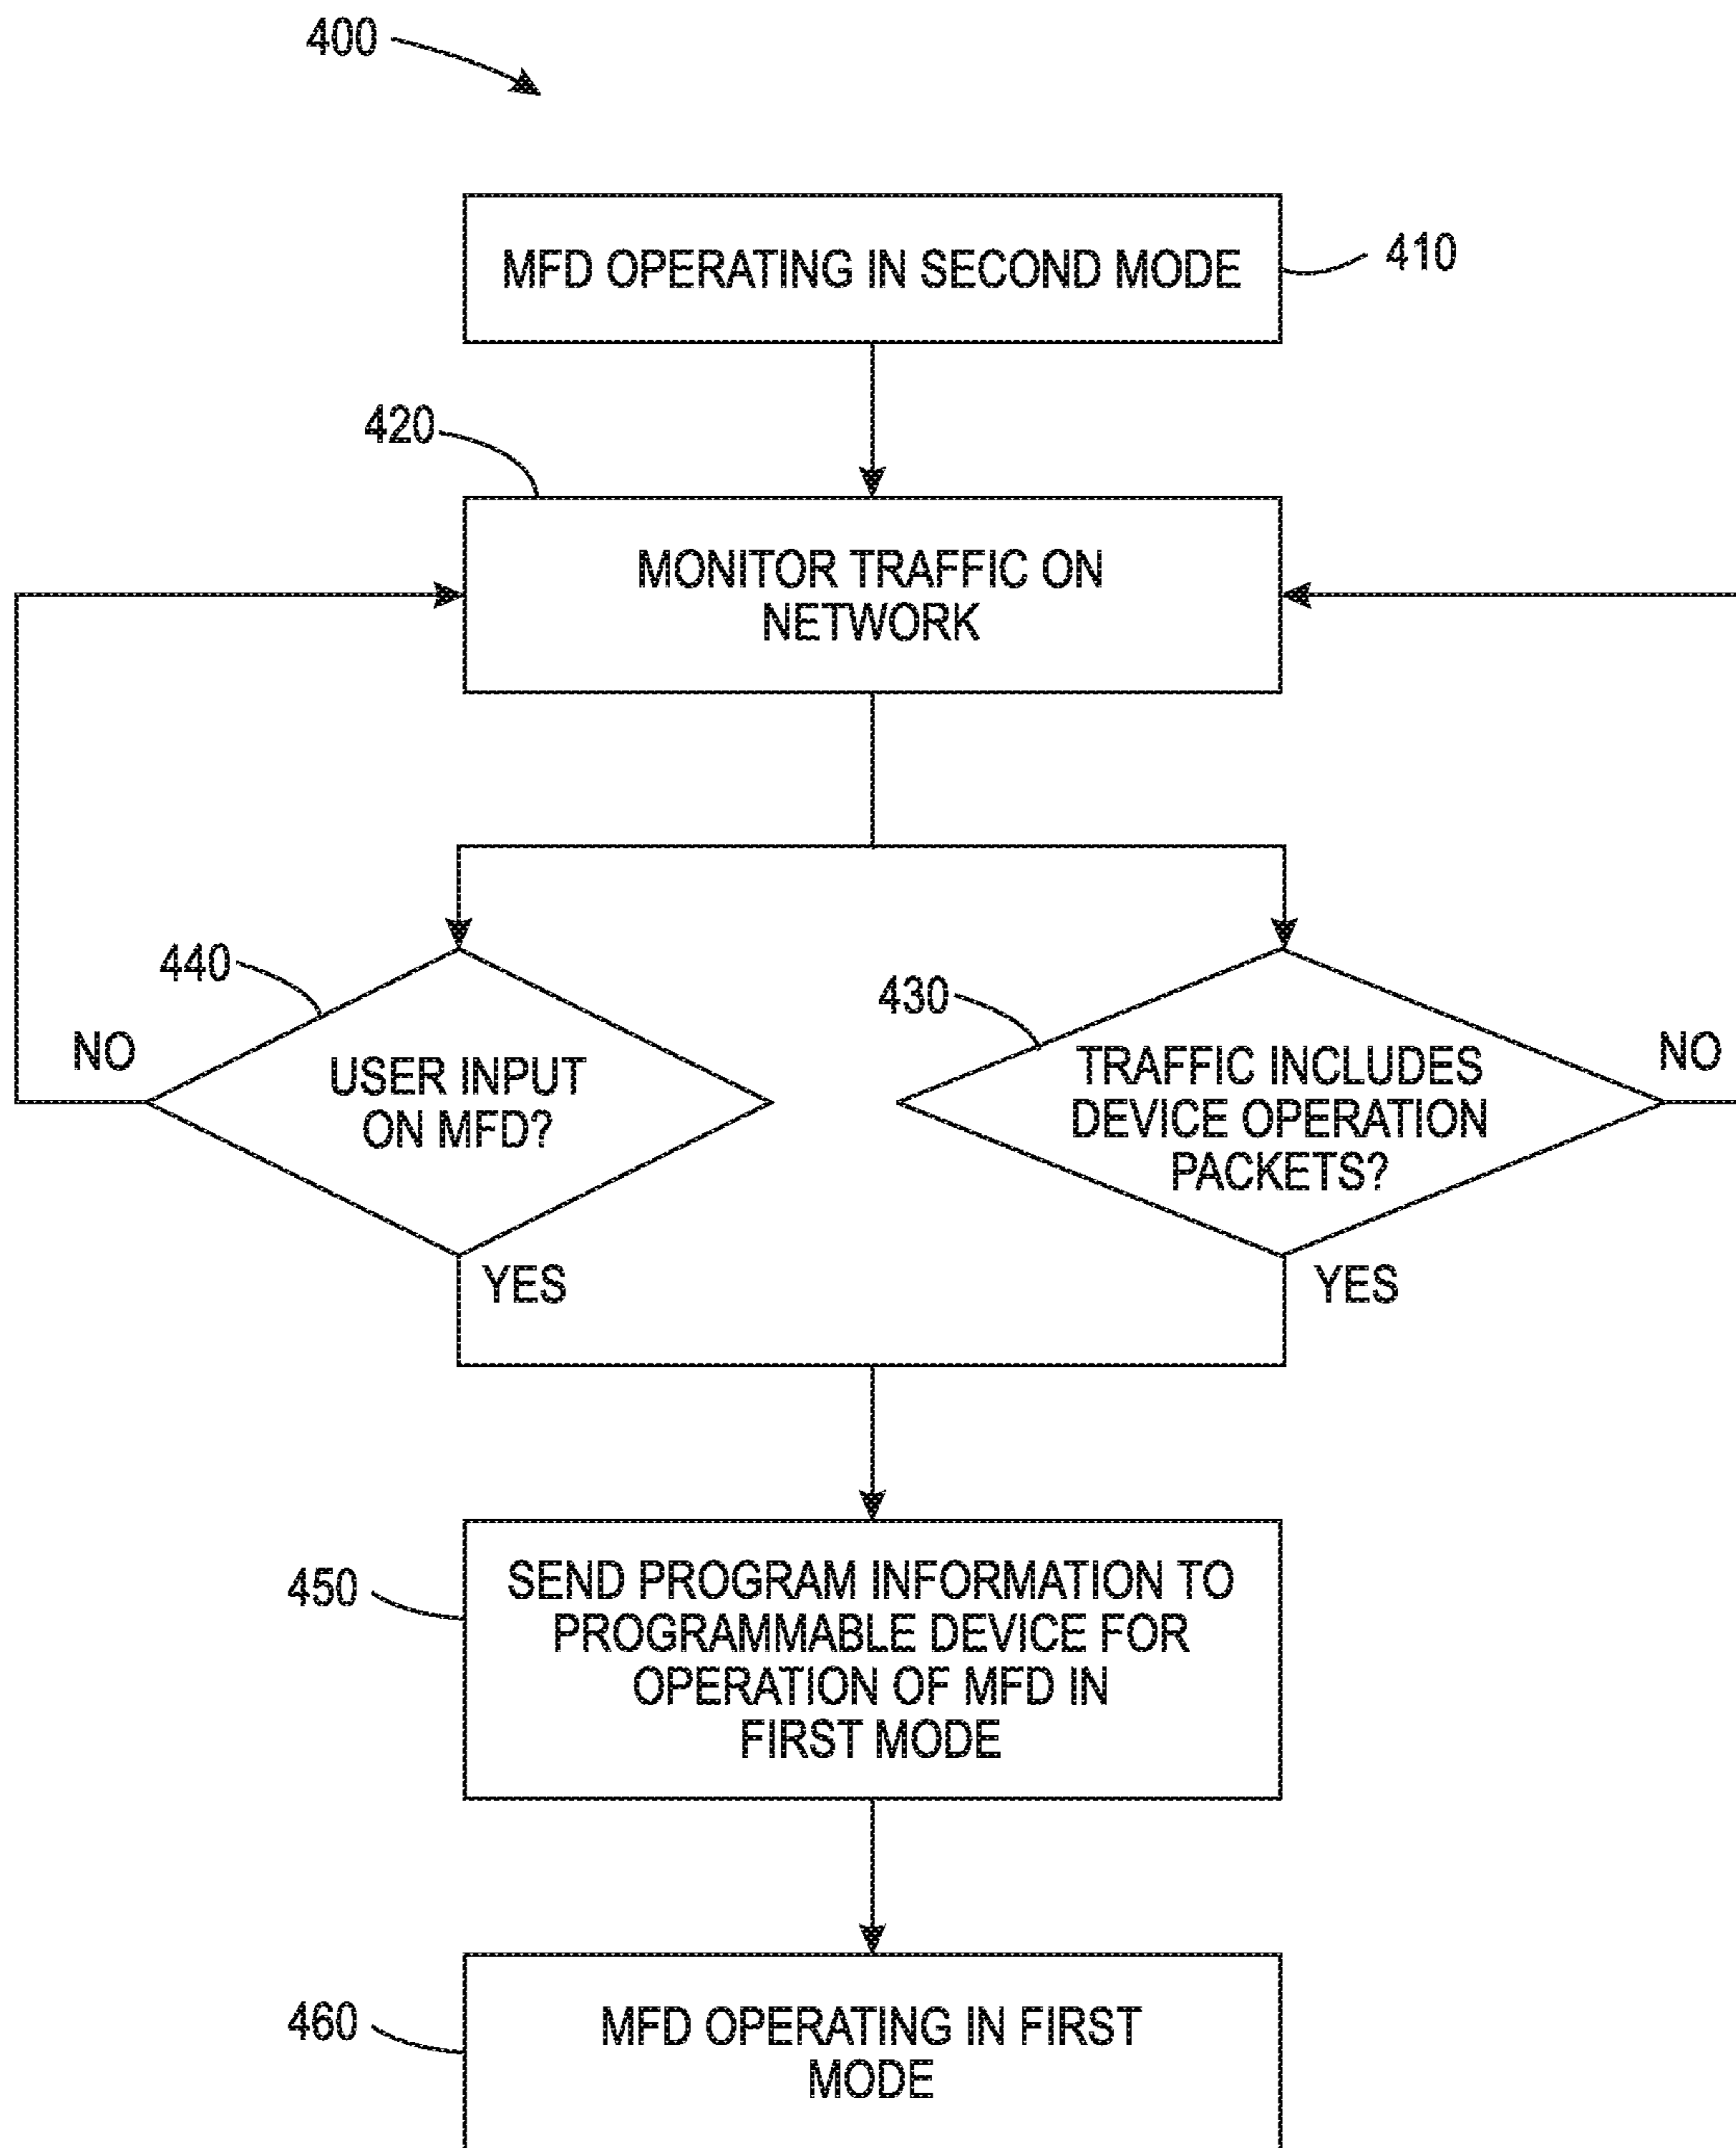 400
MFD OPERATING IN SECOND MODE
410
420
MONITOR TRAFFIC ON
NETWORK
440
430
NO
USER INPUT
ON MFD?
TRAFFIC INCLUDES
DEVICE OPERATION
PACKETS?
NO
YES
YES
450
SEND PROGRAM INFORMATION TO
PROGRAMMABLE DEVICE FOR
OPERATION OF MFD IN
FIRST MODE
460
MFD OPERATING IN FIRST
MODE